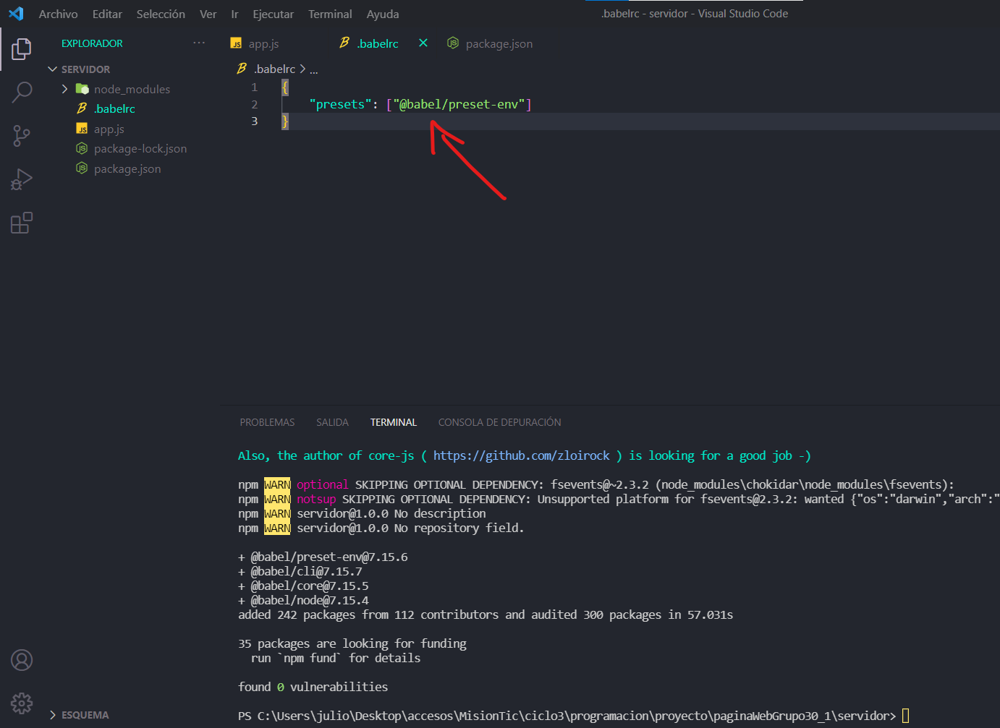 Archivo Editar Selección Ver Ir Ejecutar Terminal Ayuda
.babelrc - servidor - Visual Studio Code
EXPLORADOR ...
SERVIDOR
node_modules
.babelrc
app.js
package-lock.json
package.json
ESQUEMA
app.js .babelrc package.json
.babelrc > ...
1 {
2 "presets": ["@babel/preset-env"]
3 }
PROBLEMAS SALIDA TERMINAL CONSOLA DE DEPURACIÓN
Also, the author of core-js ( https://github.com/zloirock ) is looking for a good job -)
npm WARN optional SKIPPING OPTIONAL DEPENDENCY: fsevents@~2.3.2 (node_modules\chokidar\node_modules\fsevents):
npm WARN notsup SKIPPING OPTIONAL DEPENDENCY: Unsupported platform for fsevents@2.3.2: wanted {"os":"darwin","arch":"
npm WARN servidor@1.0.0 No description
npm WARN servidor@1.0.0 No repository field.
+ @babel/preset-env@7.15.6
+ @babel/cli@7.15.7
+ @babel/core@7.15.5
+ @babel/node@7.15.4
added 242 packages from 112 contributors and audited 300 packages in 57.031s
35 packages are looking for funding
run `npm fund` for details
found 0 vulnerabilities
PS C:\Users\julio\Desktop\accesos\MisionTic\ciclo3\programacion\proyecto\paginaWebGrupo30_1\servidor>